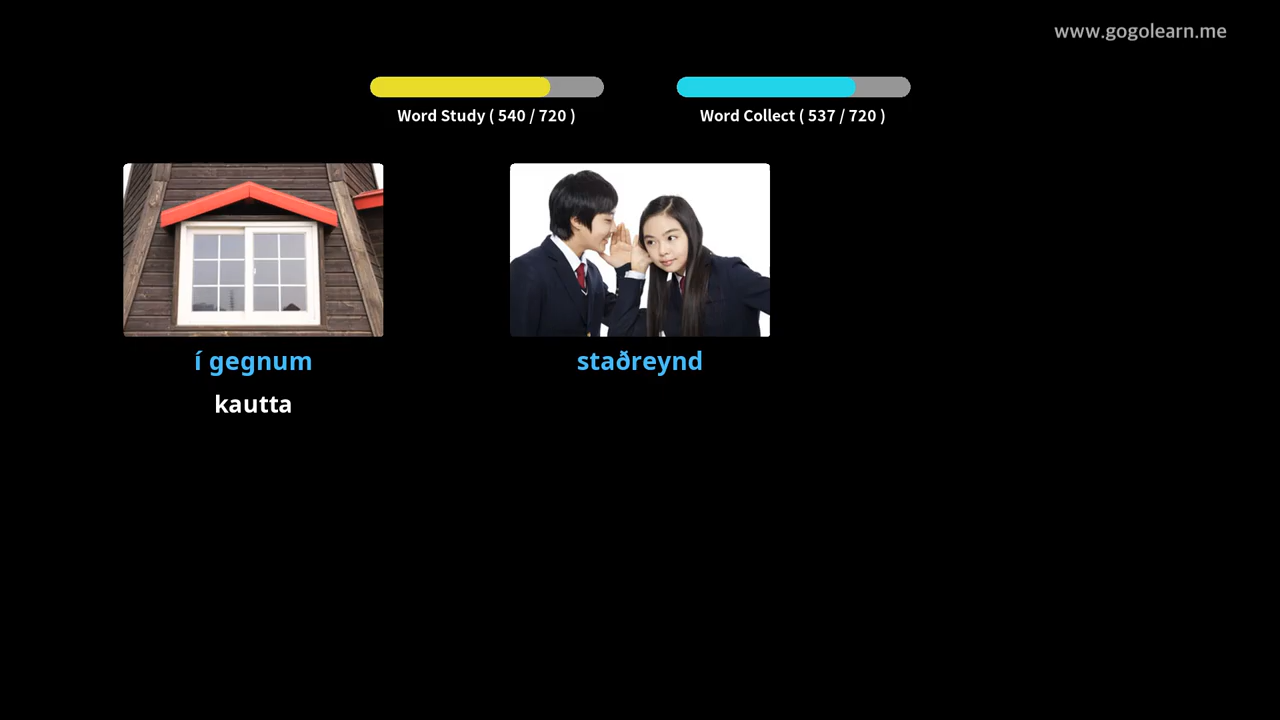 www.gogolearn.me
Word Study ( 540 / 720 )
Word Collect ( 537 / 720 )
í gegnum
staðreynd
kautta